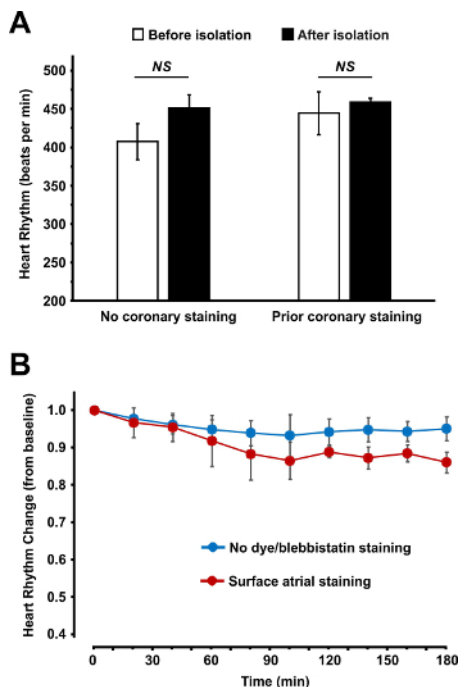 A
Before isolation After isolation
NS NS
Heart Rhythm (beats per min)
500
450
400
350
300
250
200
No coronary staining Prior coronary staining
B
Heart Rhythm Change (from baseline)
1.0
0.9
0.8
0.7
0.6
0.5
0.4
No dye/blebbistatin staining
Surface atrial staining
0 30 60 90 120 150 180
Time (min)